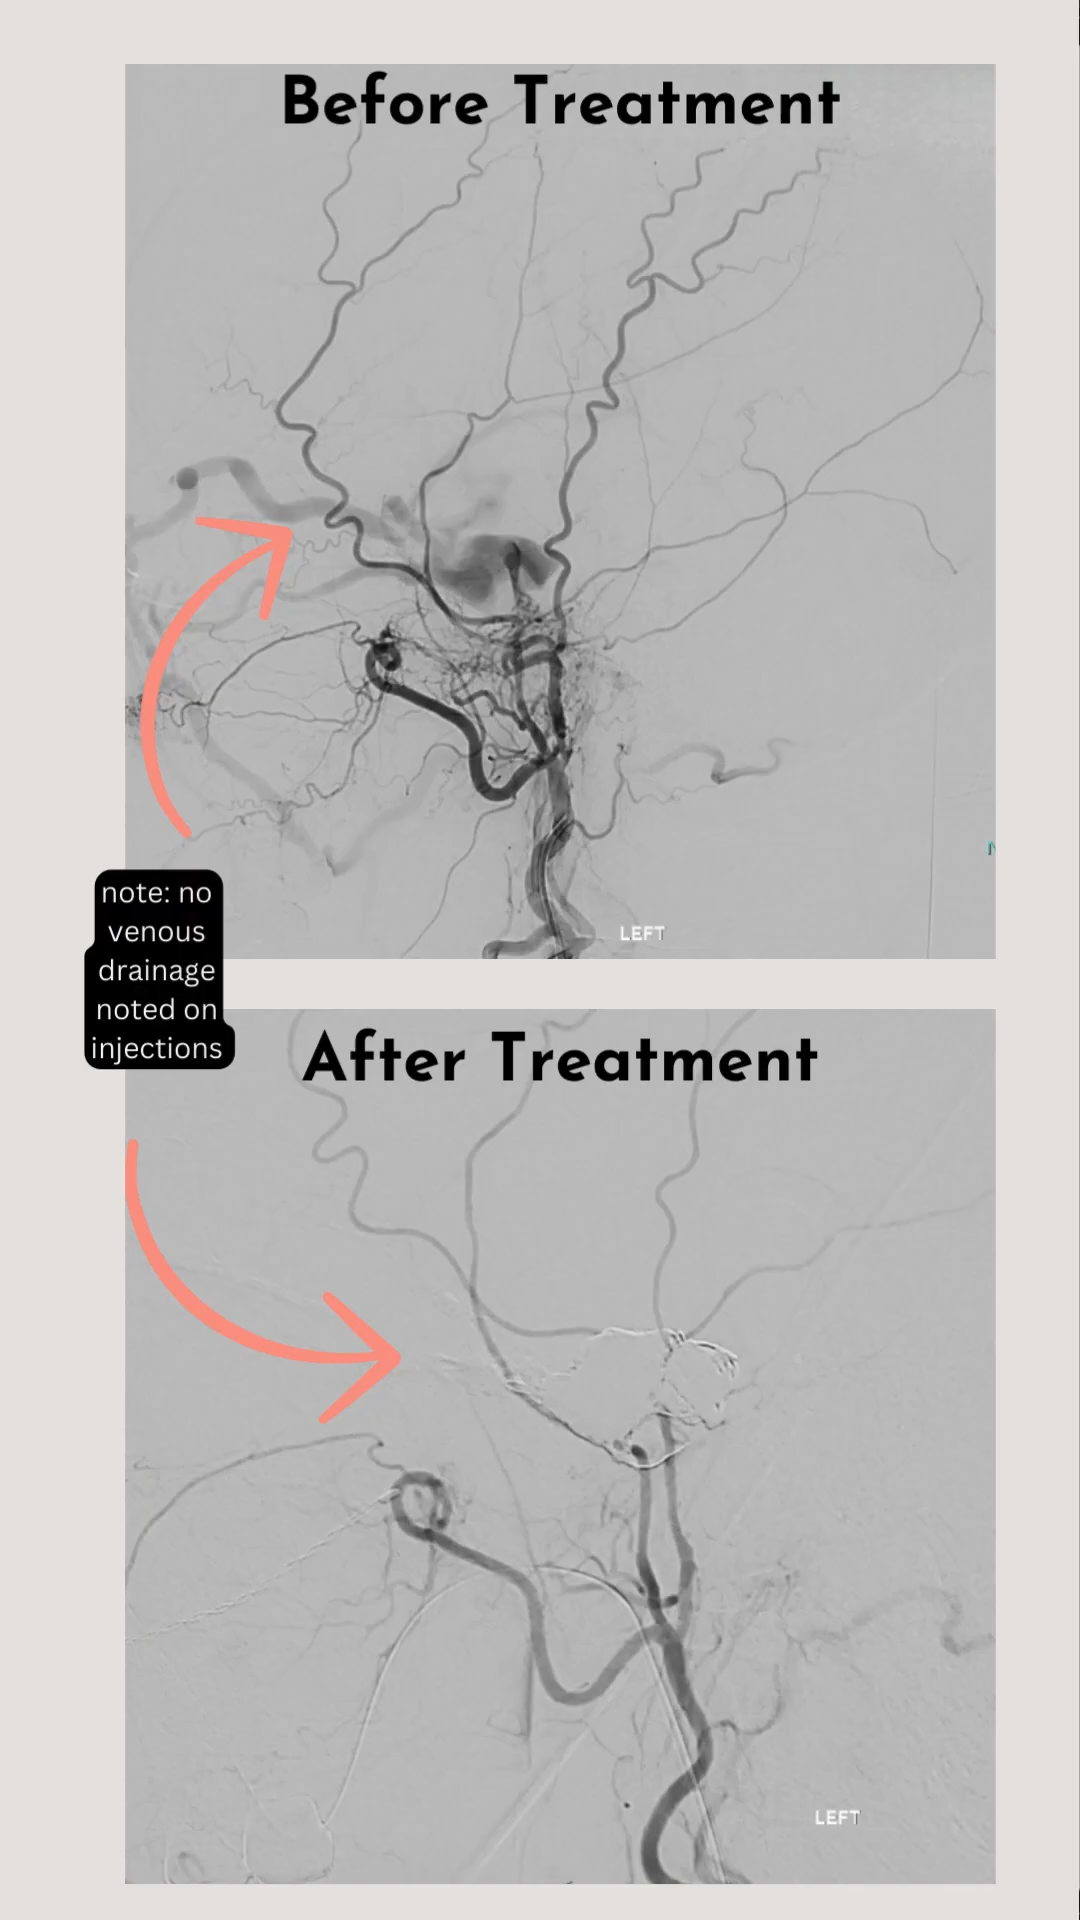 Before Treatment
LEFT
note: no
venous
drainage
noted on
injections
After Treatment
LEFT